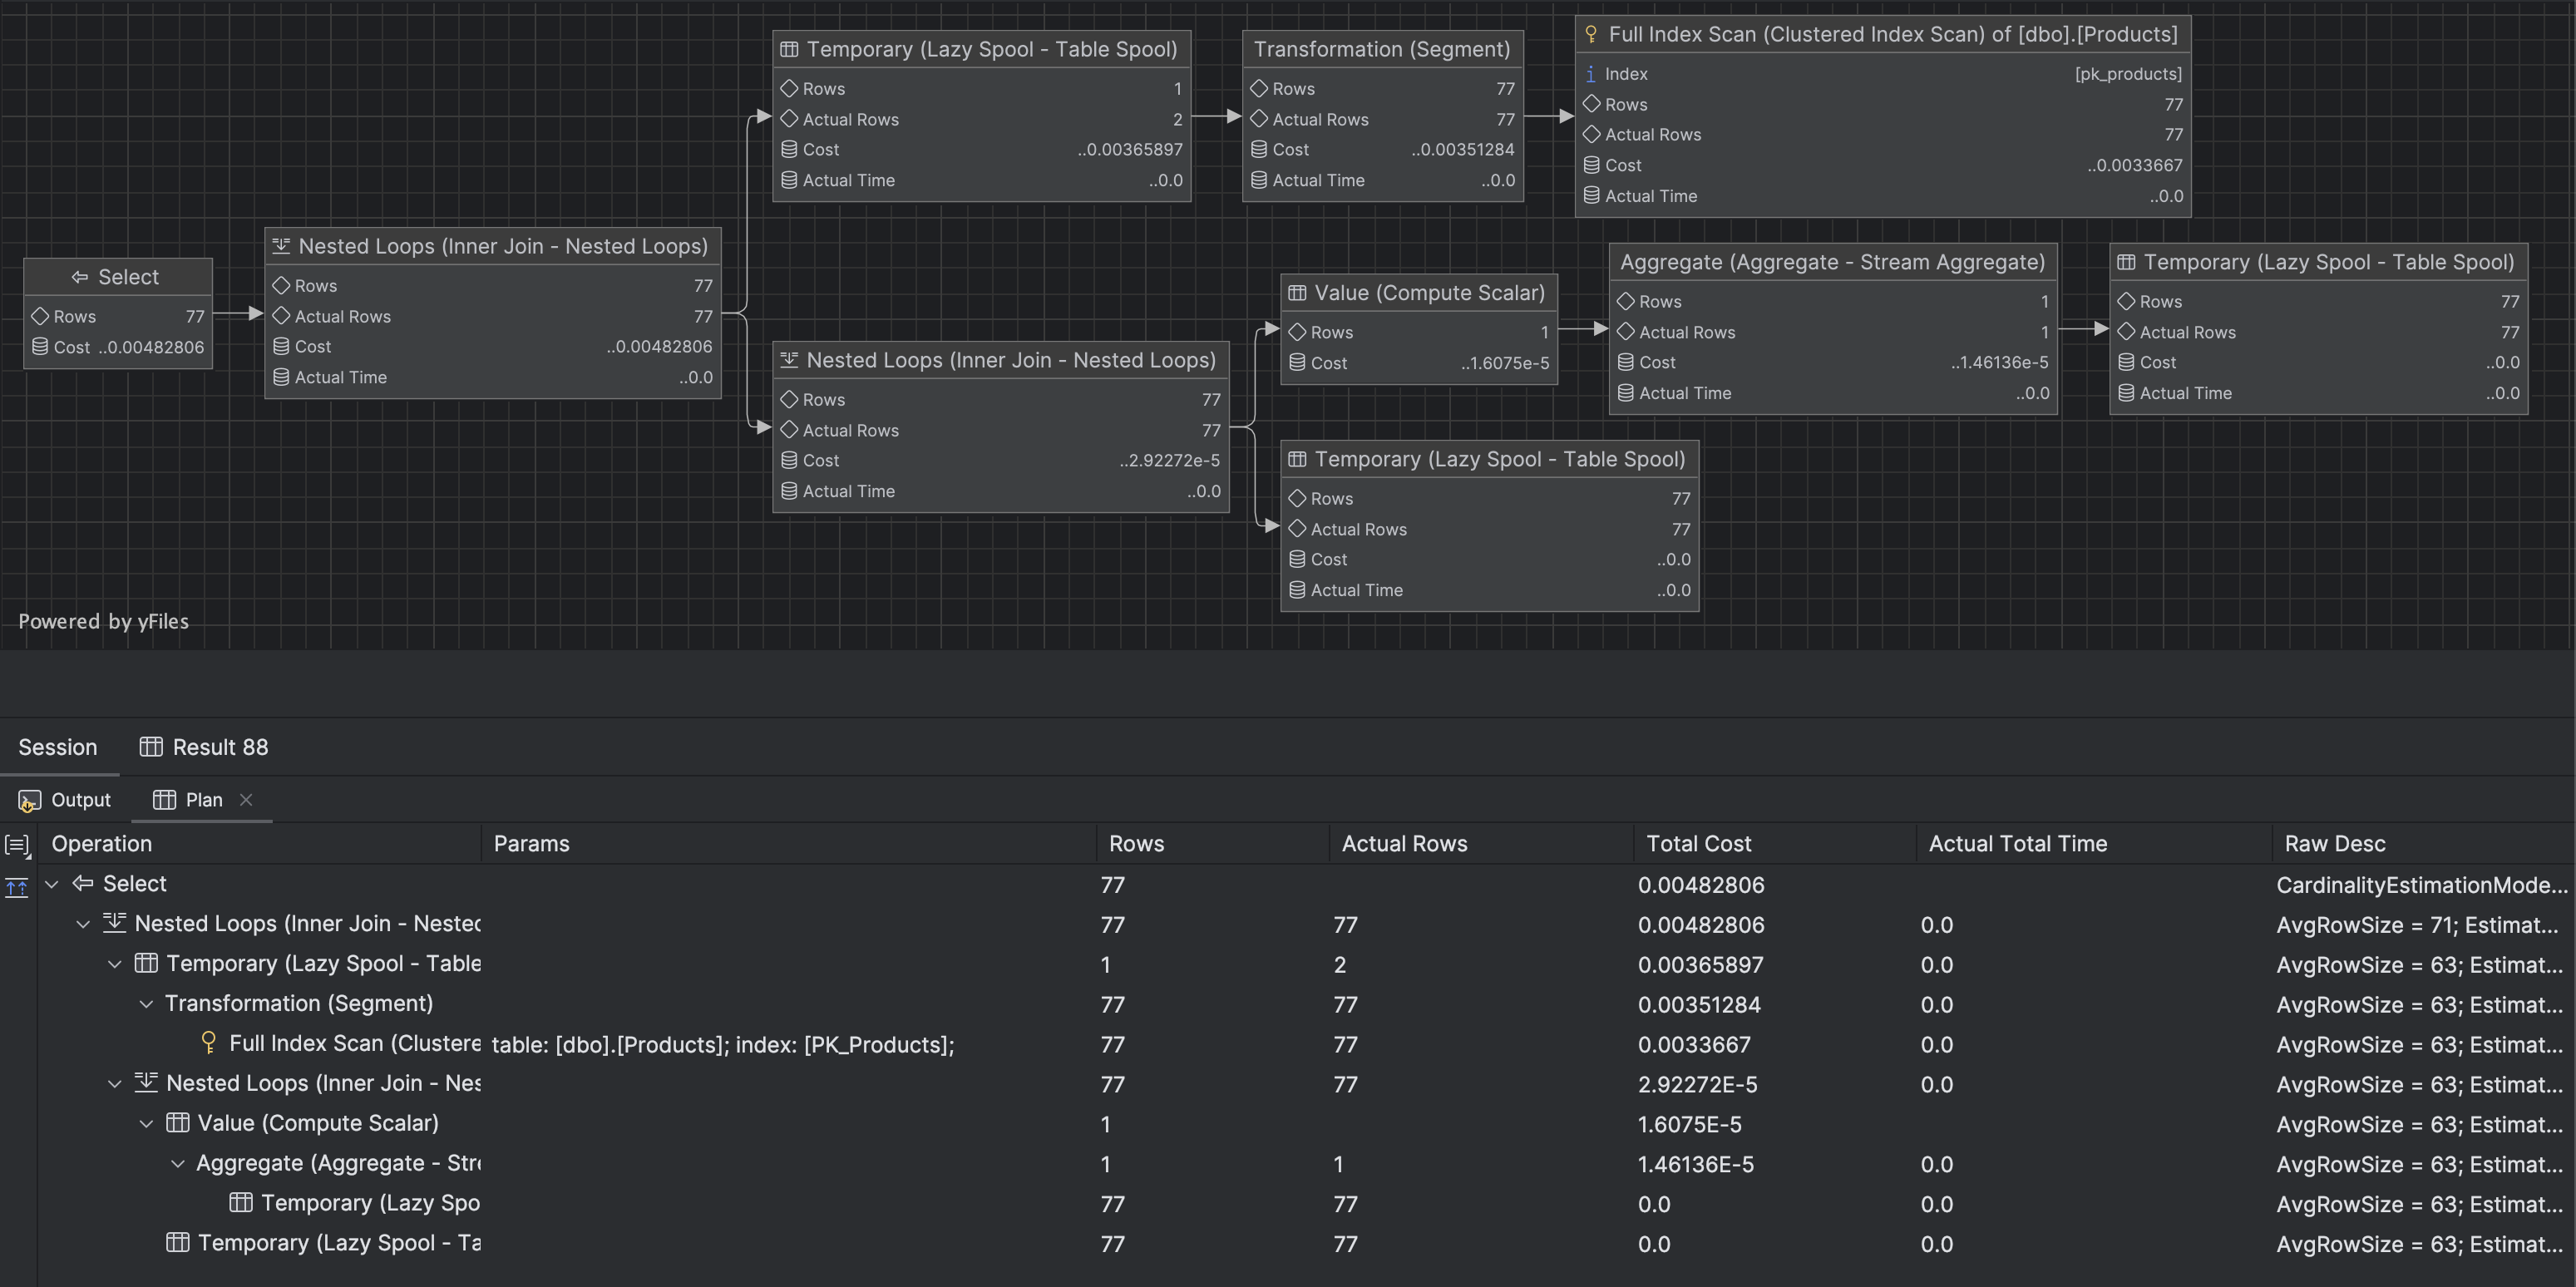 Temporary (Lazy Spool - Table Spool)
Rows 1
Actual Rows 2
Cost ..0.00365897
Actual Time ..0.0
Transformation (Segment)
Rows 77
Actual Rows 77
Cost ..0.00351284
Actual Time ..0.0
Full Index Scan (Clustered Index Scan) of [dbo].[Products]
Index [pk_products]
Rows 77
Actual Rows 77
Cost ..0.0033667
Actual Time ..0.0
Select
Rows 77
Cost ..0.00482806
Nested Loops (Inner Join - Nested Loops)
Rows 77
Actual Rows 77
Cost ..0.00482806
Actual Time ..0.0
Nested Loops (Inner Join - Nested Loops)
Rows 77
Actual Rows 77
Cost ..2.92272e-5
Actual Time ..0.0
Value (Compute Scalar)
Rows 1
Cost ..1.6075e-5
Aggregate (Aggregate - Stream Aggregate)
Rows 1
Actual Rows 1
Cost ..1.46136e-5
Actual Time ..0.0
Temporary (Lazy Spool - Table Spool)
Rows 77
Actual Rows 77
Cost ..0.0
Actual Time ..0.0
Temporary (Lazy Spool - Table Spool)
Rows 77
Actual Rows 77
Cost ..0.0
Actual Time ..0.0
Powered by yFiles
Session Result 88
Output Plan
Operation Params Rows Actual Rows Total Cost Actual Total Time Raw Desc
Select 77 0.00482806 CardinalityEstimationMode...
Nested Loops (Inner Join - Nested 77 77 0.00482806 0.0 AvgRowSize = 71; Estimat...
Temporary (Lazy Spool - Table 1 2 0.00365897 0.0 AvgRowSize = 63; Estimat...
Transformation (Segment) 77 77 0.00351284 0.0 AvgRowSize = 63; Estimat...
Full Index Scan (Clustere table: [dbo].[Products]; index: [PK_Products]; 77 77 0.0033667 0.0 AvgRowSize = 63; Estimat...
Nested Loops (Inner Join - Nes 77 77 2.92272E-5 0.0 AvgRowSize = 63; Estimat...
Value (Compute Scalar) 1 1.6075E-5 AvgRowSize = 63; Estimat...
Aggregate (Aggregate - Stre 1 1 1.46136E-5 0.0 AvgRowSize = 63; Estimat...
Temporary (Lazy Spo 77 77 0.0 0.0 AvgRowSize = 63; Estimat...
Temporary (Lazy Spool - Ta 77 77 0.0 0.0 AvgRowSize = 63; Estimat...